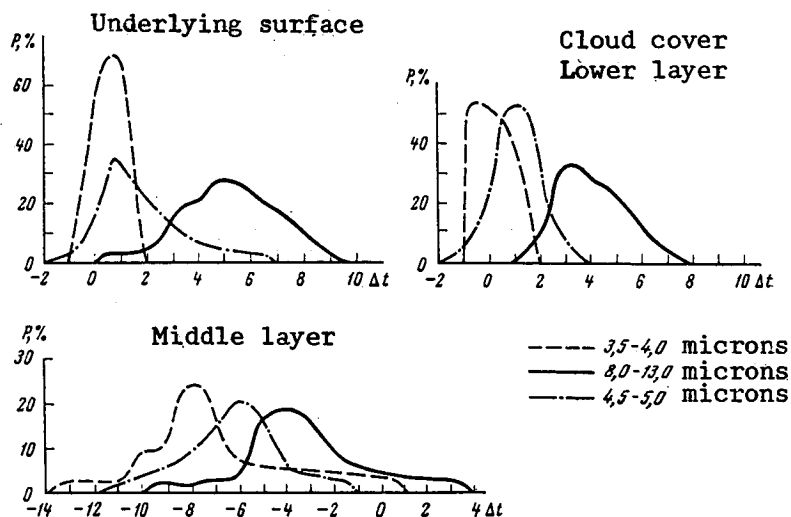 Underlying surface
P,%
60
40
20
0
-2 0 2 4 6 8 10 Δt
Cloud cover
Lower layer
P,%
40
20
0
-2 0 2 4 6 8 10 Δt
Middle layer
P,%
30
20
10
0
-14 -12 -10 -8 -6 -4 -2 0 2 4 Δt
3,5-4,0 microns
8,0-13,0 microns
4,5-5,0 microns